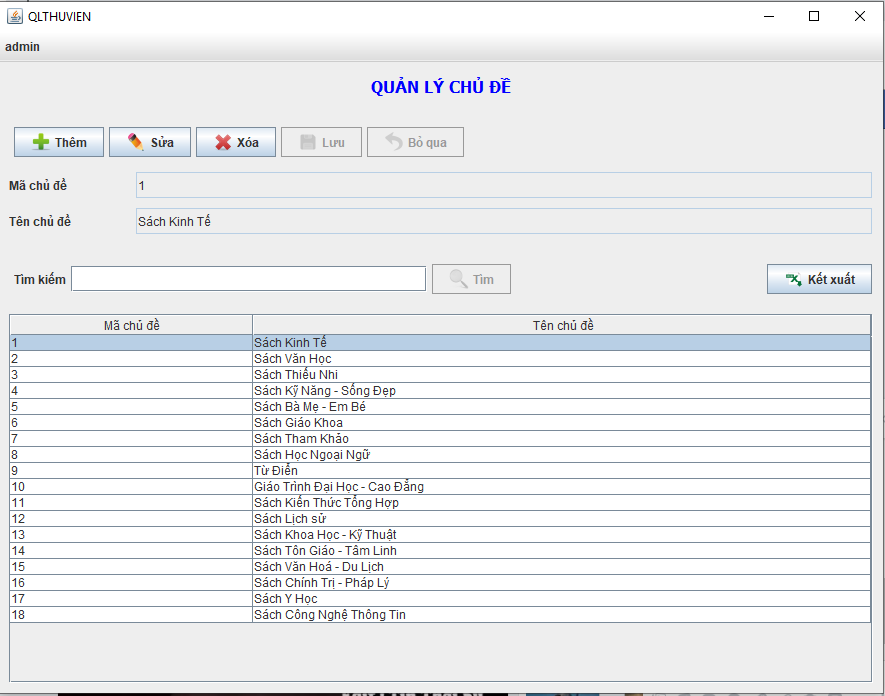 QLTHUVIEN
admin
QUẢN LÝ CHỦ ĐỀ
Thêm Sửa Xóa Lưu Bỏ qua
Mã chủ đề 1
Tên chủ đề Sách Kinh Tế
Tìm kiếm Tìm Kết xuất
Mã chủ đề Tên chủ đề
1 Sách Kinh Tế
2 Sách Văn Học
3 Sách Thiếu Nhi
4 Sách Kỹ Năng - Sống Đẹp
5 Sách Bà Mẹ - Em Bé
6 Sách Giáo Khoa
7 Sách Tham Khảo
8 Sách Học Ngoại Ngữ
9 Từ Điển
10 Giáo Trình Đại Học - Cao Đẳng
11 Sách Kiến Thức Tổng Hợp
12 Sách Lịch sử
13 Sách Khoa Học - Kỹ Thuật
14 Sách Tôn Giáo - Tâm Linh
15 Sách Văn Hoá - Du Lịch
16 Sách Chính Trị - Pháp Lý
17 Sách Y Học
18 Sách Công Nghệ Thông Tin